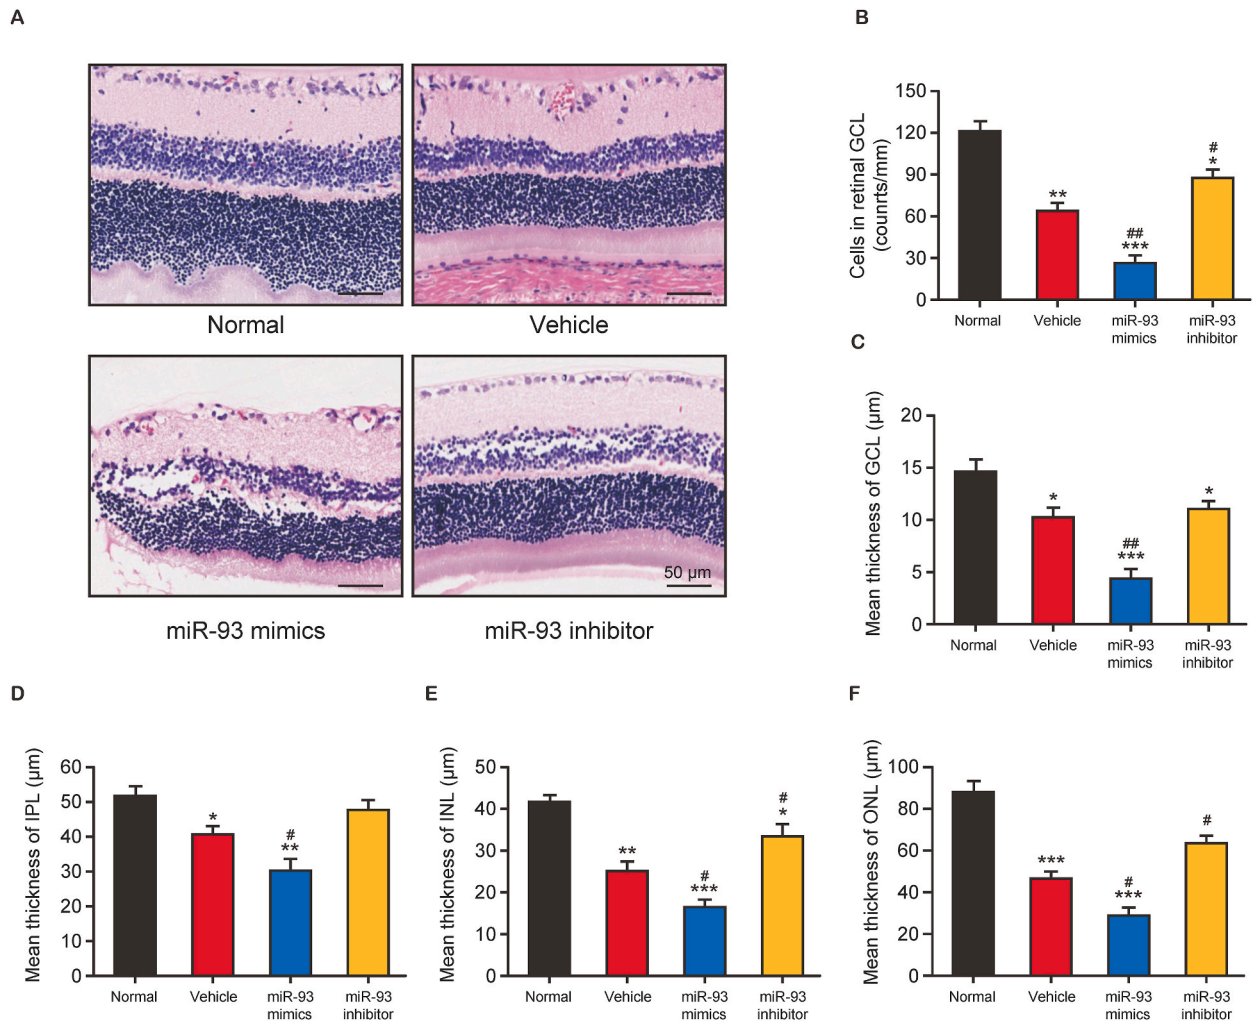 A
Normal
Vehicle
miR-93 mimics
50 µm
miR-93 inhibitor
B
Cells in retinal GCL
(counrts/mm)
150
120
90
60
30
0
**
##
***
#
*
Normal
Vehicle
miR-93
mimics
miR-93
inhibitor
C
Mean thickness of GCL (µm)
20
15
10
5
0
*
##
***
*
Normal
Vehicle
miR-93
mimics
miR-93
inhibitor
D
Mean thickness of IPL (µm)
60
50
40
30
20
10
0
*
#
**
Normal
Vehicle
miR-93
mimics
miR-93
inhibitor
E
Mean thickness of INL (µm)
50
40
30
20
10
0
**
#
***
#
*
Normal
Vehicle
miR-93
mimics
miR-93
inhibitor
F
Mean thickness of ONL (µm)
100
80
60
40
20
0
***
#
***
#
Normal
Vehicle
miR-93
mimics
miR-93
inhibitor